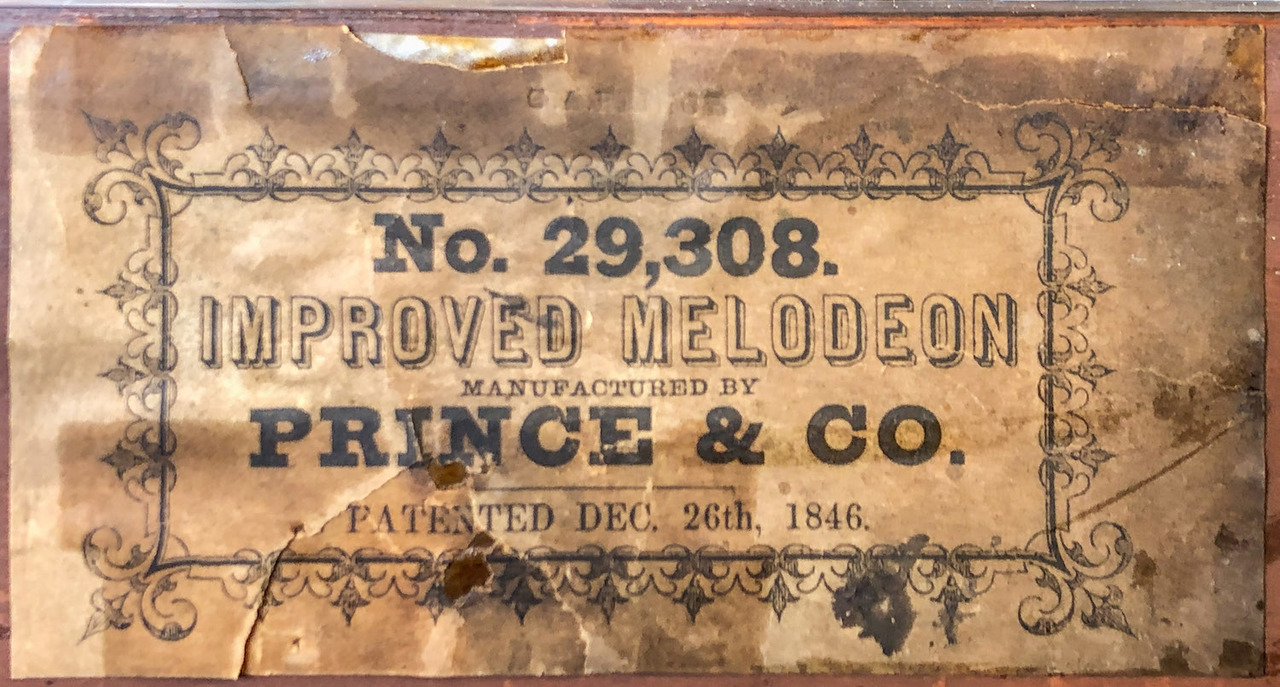 No. 29,308.
IMPROVED MELODEON
MANUFACTURED BY
PRINCE & CO.
PATENTED DEC. 26th, 1846.